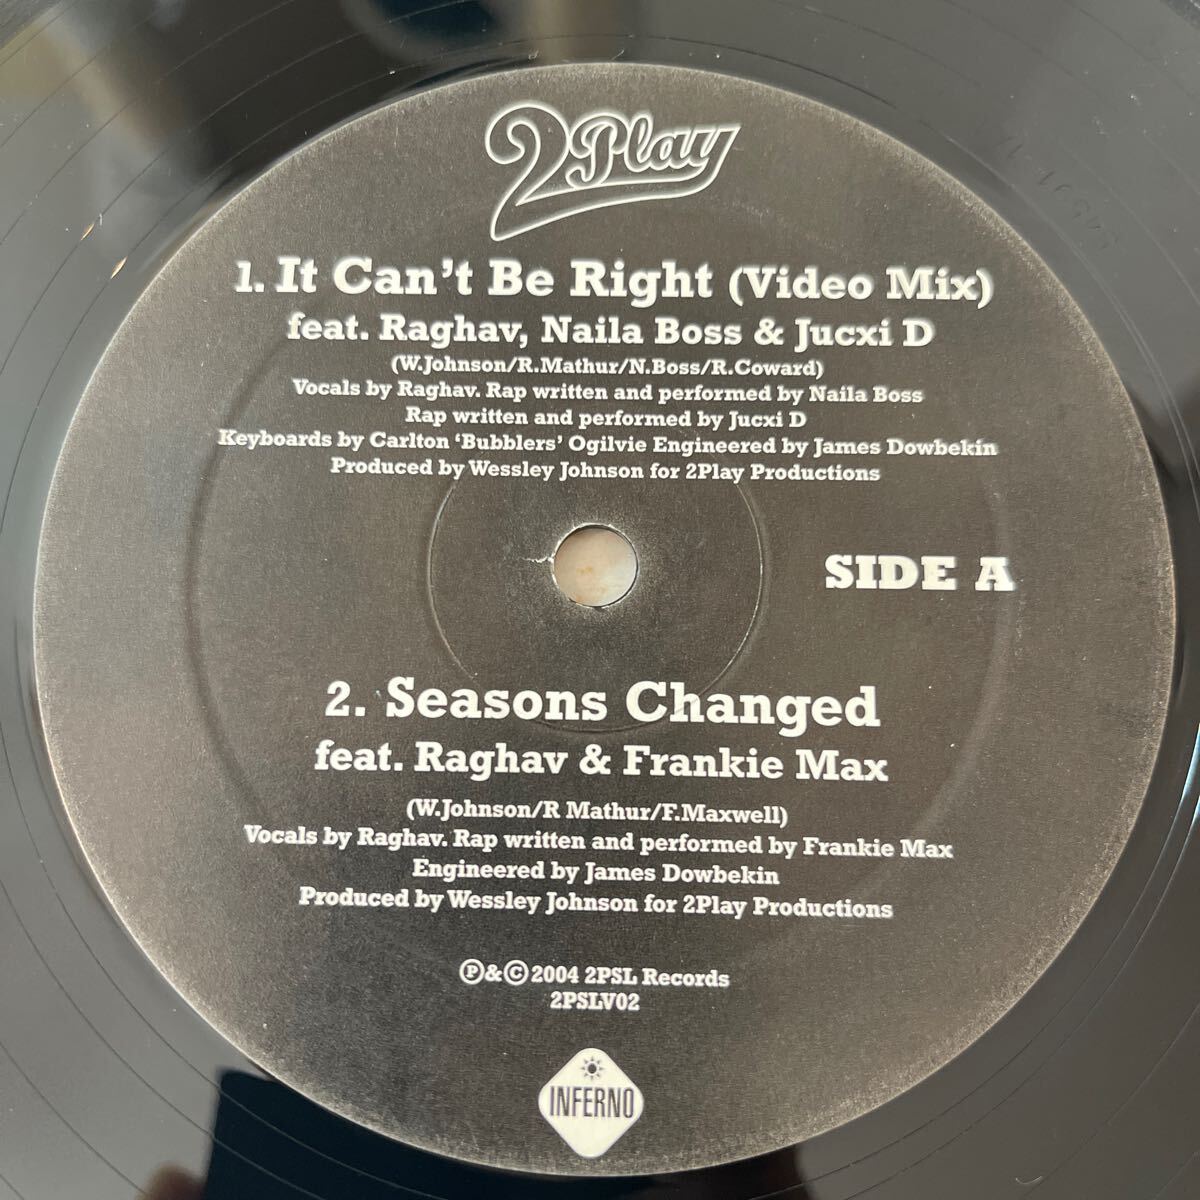 2Play
1. It Can't Be Right (Video Mix)
feat. Raghav, Naila Boss & Jucxi D
(W.Johnson/R.Mathur/N.Boss/R.Coward)
Vocals by Raghav. Rap written and performed by Naila Boss
Rap written and performed by Jucxi D
Keyboards by Carlton 'Bubblers' Ogilvie Engineered by James Dowbekin
Produced by Wessley Johnson for 2Play Productions
SIDE A
2. Seasons Changed
feat. Raghav & Frankie Max
(W.Johnson/R Mathur/F.Maxwell)
Vocals by Raghav. Rap written and performed by Frankie Max
Engineered by James Dowbekin
Produced by Wessley Johnson for 2Play Productions
℗&©2004 2PSL Records
2PSLV02
INFERNO